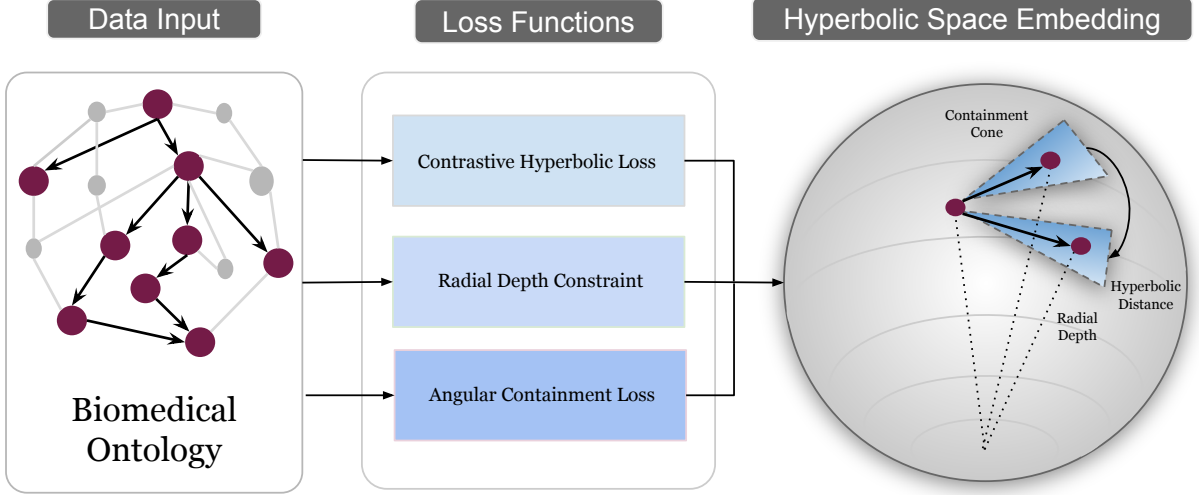 Data Input
Loss Functions
Hyperbolic Space Embedding
Biomedical
Ontology
Contrastive Hyperbolic Loss
Radial Depth Constraint
Angular Containment Loss
Containment
Cone
Hyperbolic
Distance
Radial
Depth